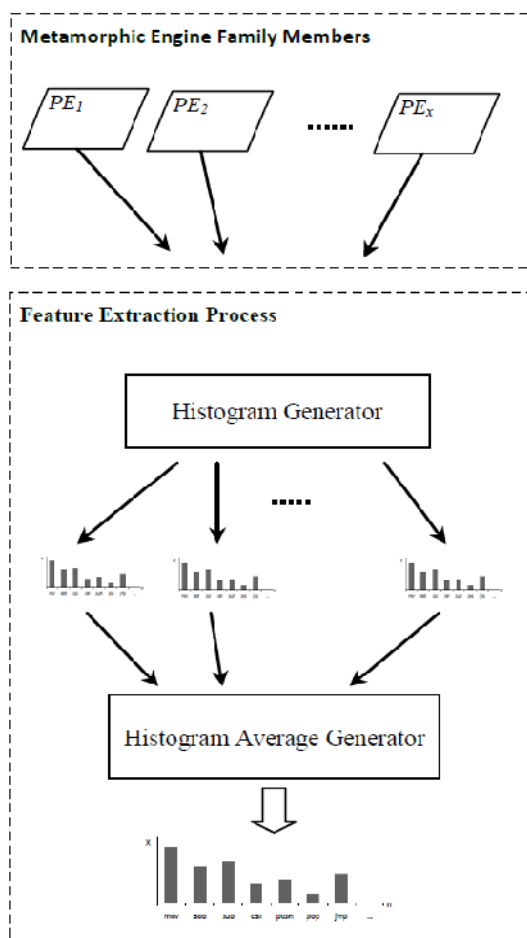 Metamorphic Engine Family Members
PE1 PE2 ...... PEx
Feature Extraction Process
Histogram Generator
.....
Histogram Average Generator
X
mov add sub call push pop jmp ...
n